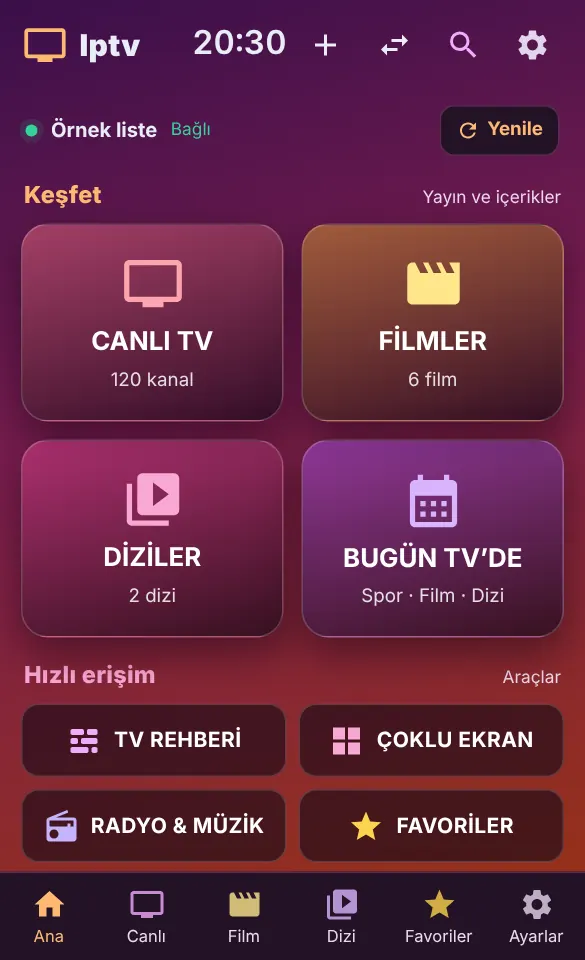 Iptv 20:30
Örnek liste Bağlı Yenile
Keşfet Yayın ve içerikler
CANLI TV FİLMLER
120 kanal 6 film
DİZİLER BUGÜN TV’DE
2 dizi Spor · Film · Dizi
Hızlı erişim Araçlar
TV REHBERİ ÇOKLU EKRAN
RADYO & MÜZİK FAVORİLER
Ana Canlı Film Dizi Favoriler Ayarlar